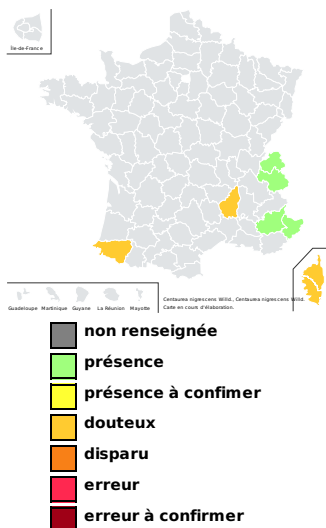 Île-de-France
Guadeloupe Martinique Guyane La Réunion Mayotte
Centaurea nigrescens Willd., Centaurea nigrescens Willd.
Carte en cours d'élaboration.
non renseignée
présence
présence à confimer
douteux
disparu
erreur
erreur à confirmer